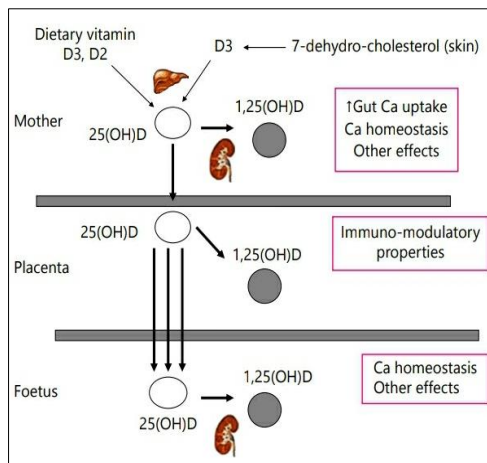 Dietary vitamin
D3, D2
D3
7-dehydro-cholesterol (skin)
Mother
25(OH)D
1,25(OH)D
↑Gut Ca uptake
Ca homeostasis
Other effects
25(OH)D
Placenta
1,25(OH)D
Immuno-modulatory
properties
Foetus
25(OH)D
1,25(OH)D
Ca homeostasis
Other effects